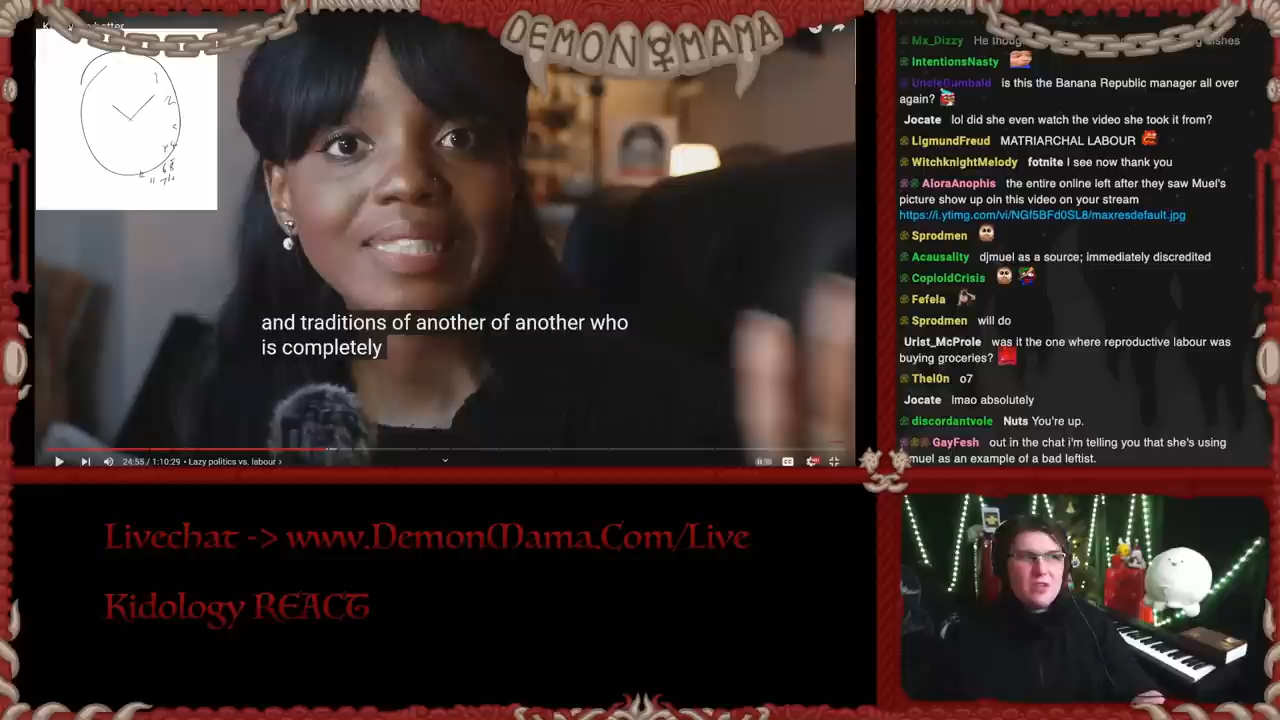 DEMON MAMA
and traditions of another of another who
is completely
24:55 / 1:10:29 • Lazy politics vs. labour ›
Mx_Dizzy
IntentionsNasty
UncleGumbald is this the Banana Republic manager all over
again?
Jocate lol did she even watch the video she took it from?
LigmundFreud MATRIARCHAL LABOUR
WitchknightMelody fotnite I see now thank you
AloraAnophis the entire online left after they saw Muel's
picture show up oin this video on your stream
https://i.ytimg.com/vi/NGf5BFd0SL8/maxresdefault.jpg
Sprodmen
Acausality djmuel as a source; immediately discredited
CopioidCrisis
Fefela
Sprodmen will do
Urist_McProle was it the one where reproductive labour was
buying groceries?
Thel0n o7
Jocate lmao absolutely
discordantvole Nuts You're up.
GayFesh out in the chat i'm telling you that she's using
muel as an example of a bad leftist.
Livechat -> www.DemonMama.Com/Live
Kidology REACT